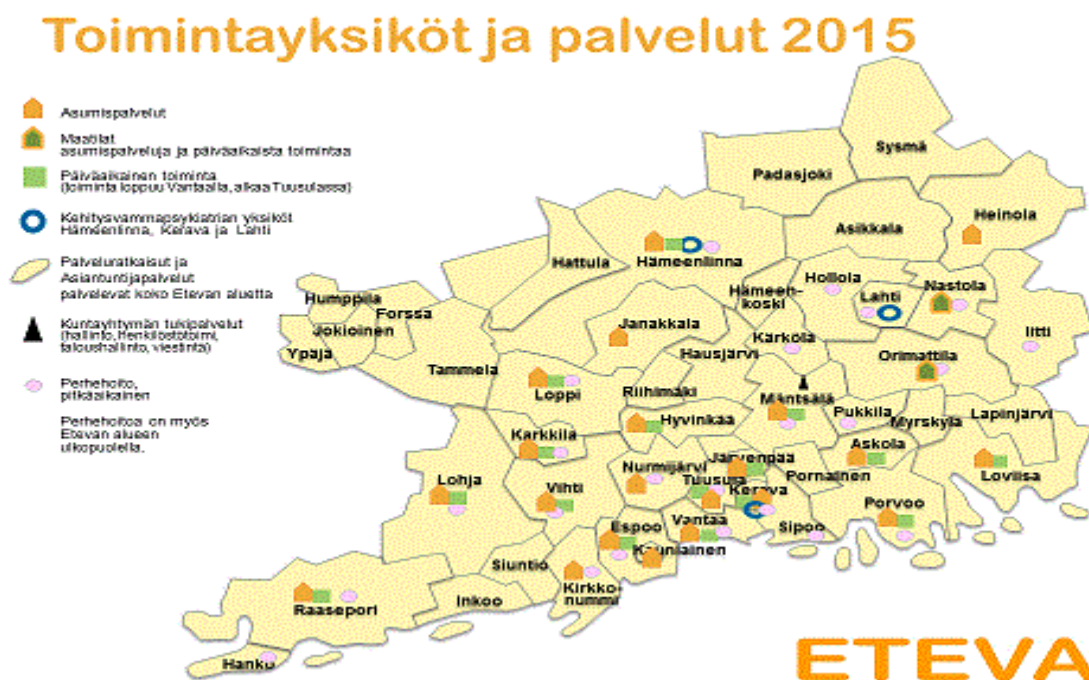 Toimintayksiköt ja palvelut 2015
Asumispalvelut
Maatilat
asumispalveluja ja päiväaikaista toimintaa
Päiväaikainen toiminta
(toiminta loppuu Vantaalla, alkaa Tuusulassa)
Kehitysvammapsykiatrian yksiköt
Hämeenlinna, Kerava ja Lahti
Palveluratkaisut ja
Asiantuntijapalvelut
palvelevat koko Etevan aluetta
Kuntayhtymän tukipalvelut
(hallinto, Henkilöstötoimi,
taloushallinto, viestintä)
Perhehoito,
pitkäaikainen
Perhehoitoa on myös
Etevan alueen
ulkopuolella.
Sysmä
Padasjoki
Heinola
Asikkala
Hattula
Hämeenlinna
Hollola
Nastola
Hämeen-
koski
Lahti
Humppila
Forssa
Jokioinen
Janakkala
Kärkölä
Iitti
Ypäjä
Hausjärvi
Orimattila
Tammela
Loppi
Riihimäki
Mäntsälä
Pukkila
Myrskylä
Lapinjärvi
Hyvinkää
Karkkila
Askola
Järvenpää
Nurmijärvi
Pornainen
Loviisa
Tuusula
Kerava
Lohja
Vihti
Porvoo
Espoo
Vantaa
Sipoo
Kauniainen
Siuntio
Kirkko-
nummi
Inkoo
Raasepori
Hanko
ETEVA